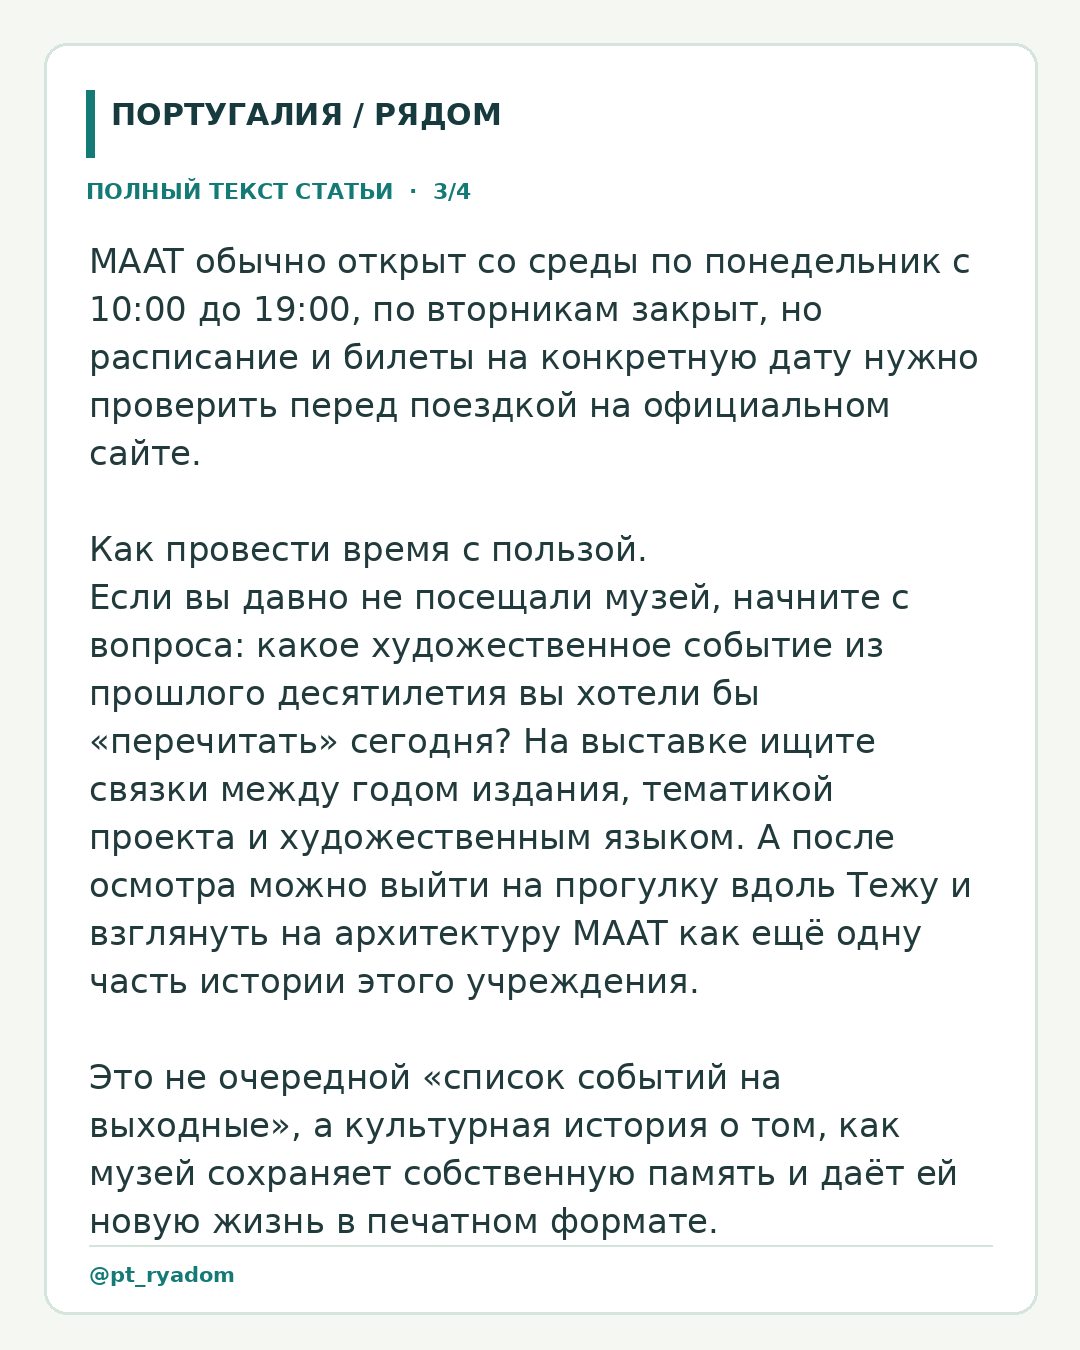 ПОРТУГАЛИЯ / РЯДОМ
ПОЛНЫЙ ТЕКСТ СТАТЬИ · 3/4
МААТ обычно открыт со среды по понедельник с
10:00 до 19:00, по вторникам закрыт, но
расписание и билеты на конкретную дату нужно
проверить перед поездкой на официальном
сайте.
Как провести время с пользой.
Если вы давно не посещали музей, начните с
вопроса: какое художественное событие из
прошлого десятилетия вы хотели бы
«перечитать» сегодня? На выставке ищите
связки между годом издания, тематикой
проекта и художественным языком. А после
осмотра можно выйти на прогулку вдоль Тежу и
взглянуть на архитектуру МААТ как ещё одну
часть истории этого учреждения.
Это не очередной «список событий на
выходные», а культурная история о том, как
музей сохраняет собственную память и даёт ей
новую жизнь в печатном формате.
@pt_ryadom